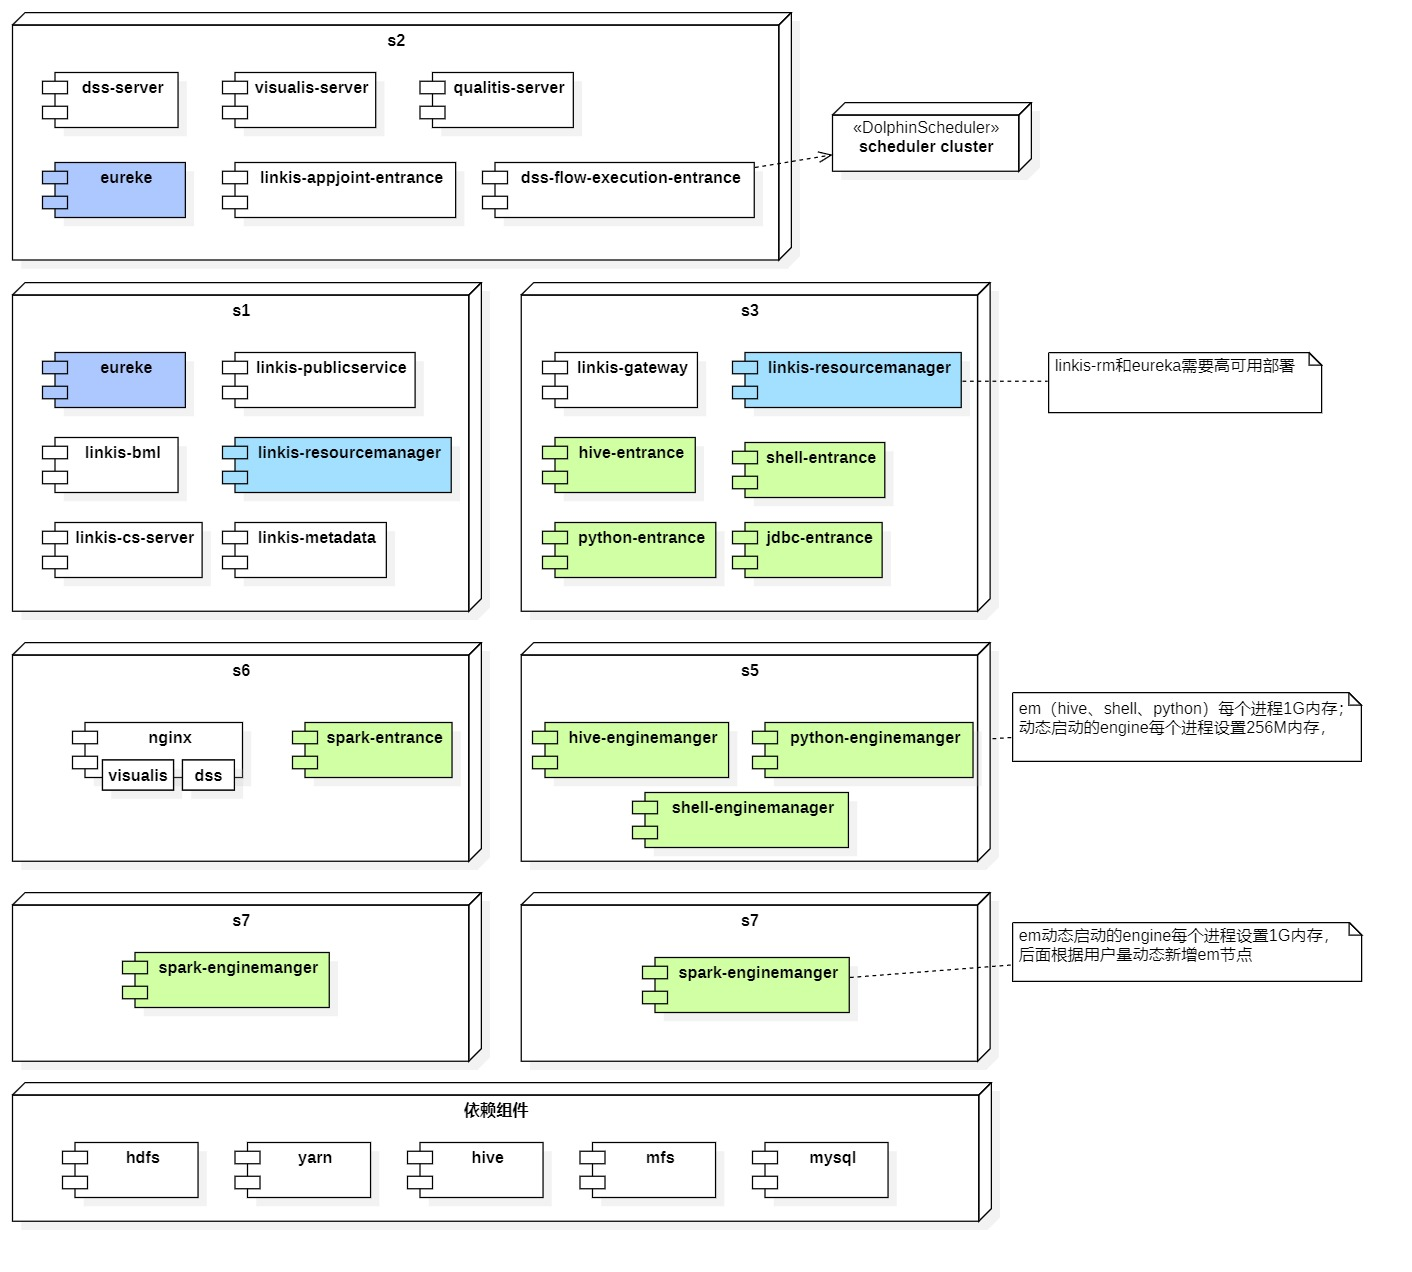 s2
dss-server
visualis-server
qualitis-server
«DolphinScheduler»
scheduler cluster
eureke
linkis-appjoint-entrance
dss-flow-execution-entrance
s1
eureke
linkis-publicservice
linkis-bml
linkis-resourcemanager
linkis-cs-server
linkis-metadata
s3
linkis-gateway
linkis-resourcemanager
hive-entrance
shell-entrance
python-entrance
jdbc-entrance
linkis-rm和eureka需要高可用部署
s6
nginx
visualis
dss
spark-entrance
s5
hive-enginemanger
python-enginemanger
shell-enginemanager
em（hive、shell、python）每个进程1G内存；
动态启动的engine每个进程设置256M内存，
s7
spark-enginemanger
s7
spark-enginemanger
em动态启动的engine每个进程设置1G内存，
后面根据用户量动态新增em节点
依赖组件
hdfs
yarn
hive
mfs
mysql